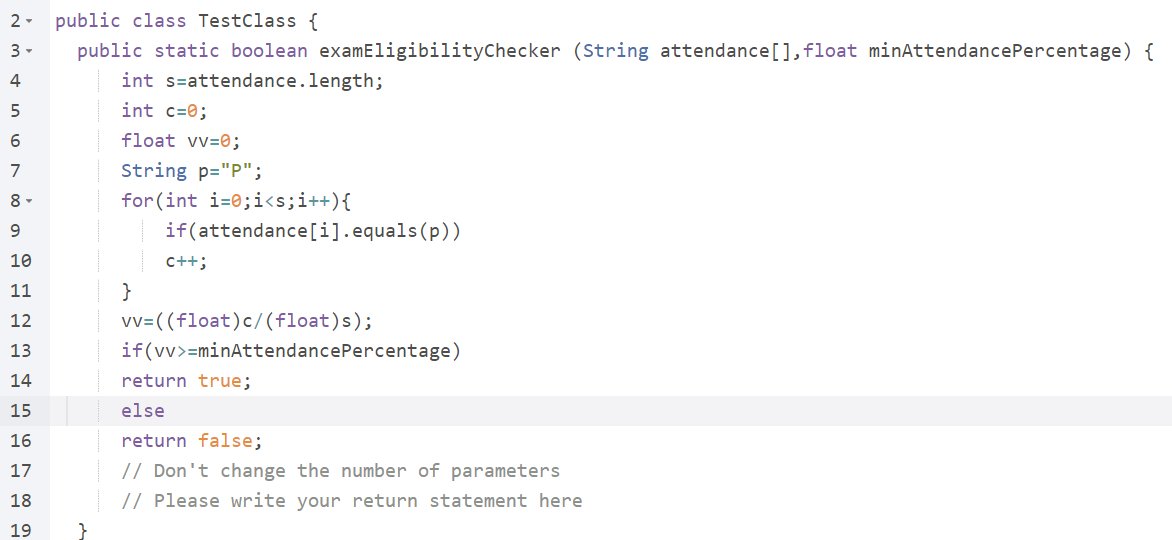 2 public class TestClass {
3 public static boolean examEligibilityChecker (String attendance[],float minAttendancePercentage) {
4 int s=attendance.length;
5 int c=0;
6 float vv=0;
7 String p="P";
8 for(int i=0;i<s;i++){
9 if(attendance[i].equals(p))
10 c++;
11 }
12 vv=((float)c/(float)s);
13 if(vv>=minAttendancePercentage)
14 return true;
15 else
16 return false;
17 // Don't change the number of parameters
18 // Please write your return statement here
19 }